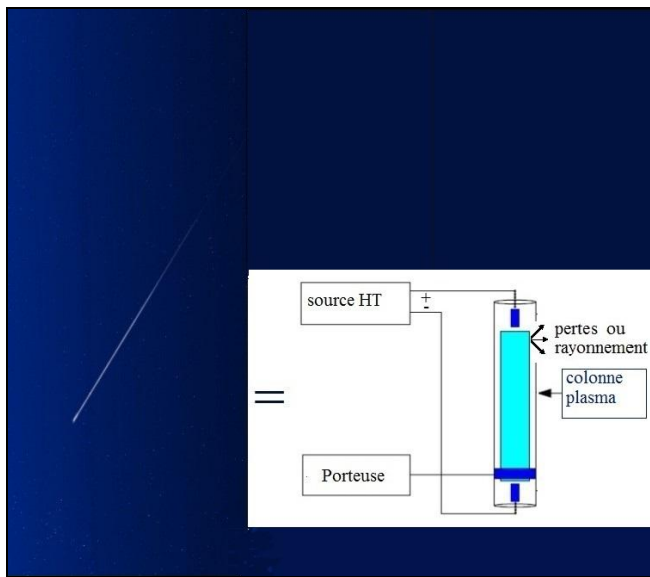 source HT
+
-
pertes ou
rayonnement
colonne
plasma
=
Porteuse